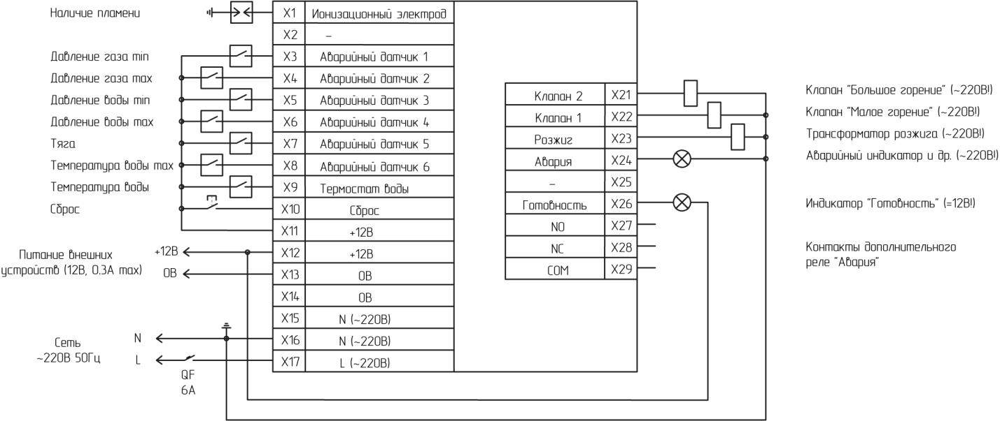 Наличие пламени
X1 Ионизационный электрод
X2 –
Давление газа min
X3 Аварийный датчик 1
Давление газа max
X4 Аварийный датчик 2
Давление воды min
X5 Аварийный датчик 3
Давление воды max
X6 Аварийный датчик 4
Тяга
X7 Аварийный датчик 5
Температура воды max
X8 Аварийный датчик 6
Температура воды
X9 Термостат воды
Сброс
X10 Сброс
X11 +12В
Питание внешних
устройств (12В, 0.3А max)
+12В
X12 +12В
0В
X13 0В
X14 0В
X15 N (~220В)
Сеть
~220В 50Гц
N
X16 N (~220В)
L
X17 L (~220В)
QF
6А
Клапан 2 X21
Клапан "Большое горение" (~220В!)
Клапан 1 X22
Клапан "Малое горение" (~220В!)
Розжиг X23
Трансформатор розжига (~220В!)
Авария X24
Аварийный индикатор и др. (~220В!)
– X25
Готовность X26
Индикатор "Готовность" (=12В!)
NO X27
NC X28
COM X29
Контакты дополнительного
реле "Авария"